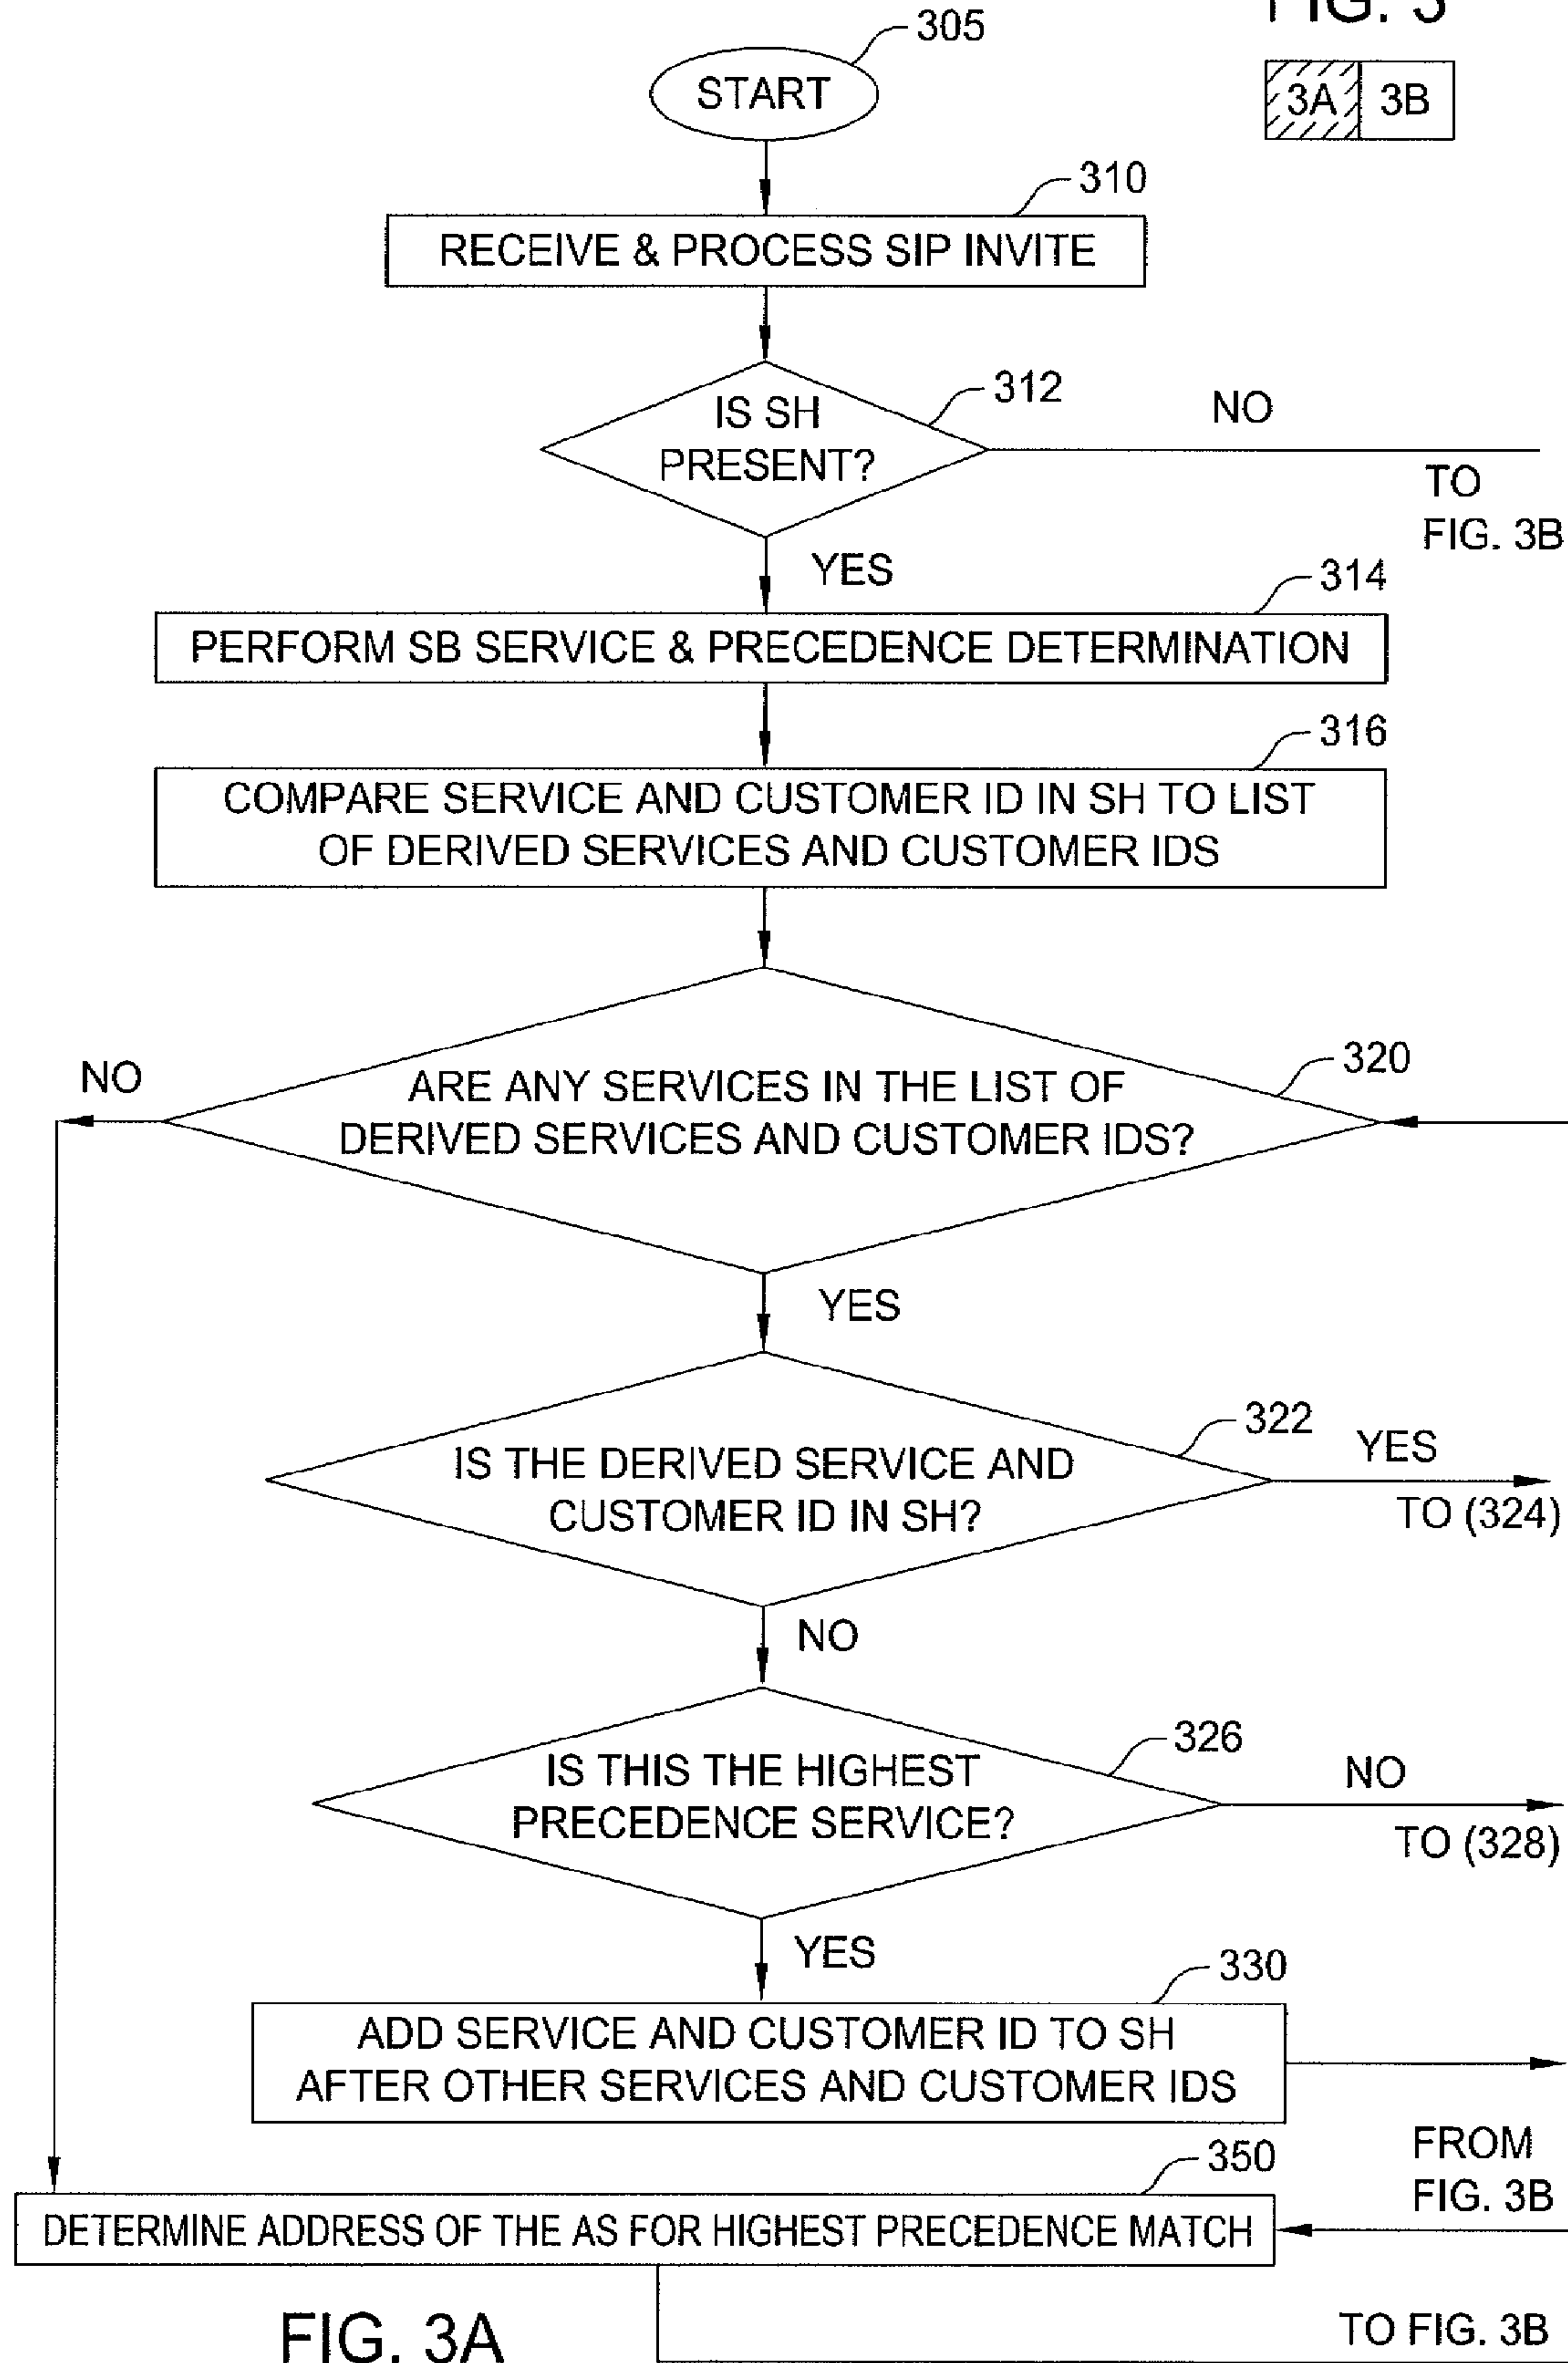 FIG. 3
305
START
3A 3B
310
RECEIVE & PROCESS SIP INVITE
312
IS SH
PRESENT?
NO
TO
FIG. 3B
YES
314
PERFORM SB SERVICE & PRECEDENCE DETERMINATION
316
COMPARE SERVICE AND CUSTOMER ID IN SH TO LIST
OF DERIVED SERVICES AND CUSTOMER IDS
NO
320
ARE ANY SERVICES IN THE LIST OF
DERIVED SERVICES AND CUSTOMER IDS?
YES
322
IS THE DERIVED SERVICE AND
CUSTOMER ID IN SH?
YES
TO (324)
NO
326
IS THIS THE HIGHEST
PRECEDENCE SERVICE?
NO
TO (328)
YES
330
ADD SERVICE AND CUSTOMER ID TO SH
AFTER OTHER SERVICES AND CUSTOMER IDS
FROM
FIG. 3B
350
DETERMINE ADDRESS OF THE AS FOR HIGHEST PRECEDENCE MATCH
TO FIG. 3B
FIG. 3A